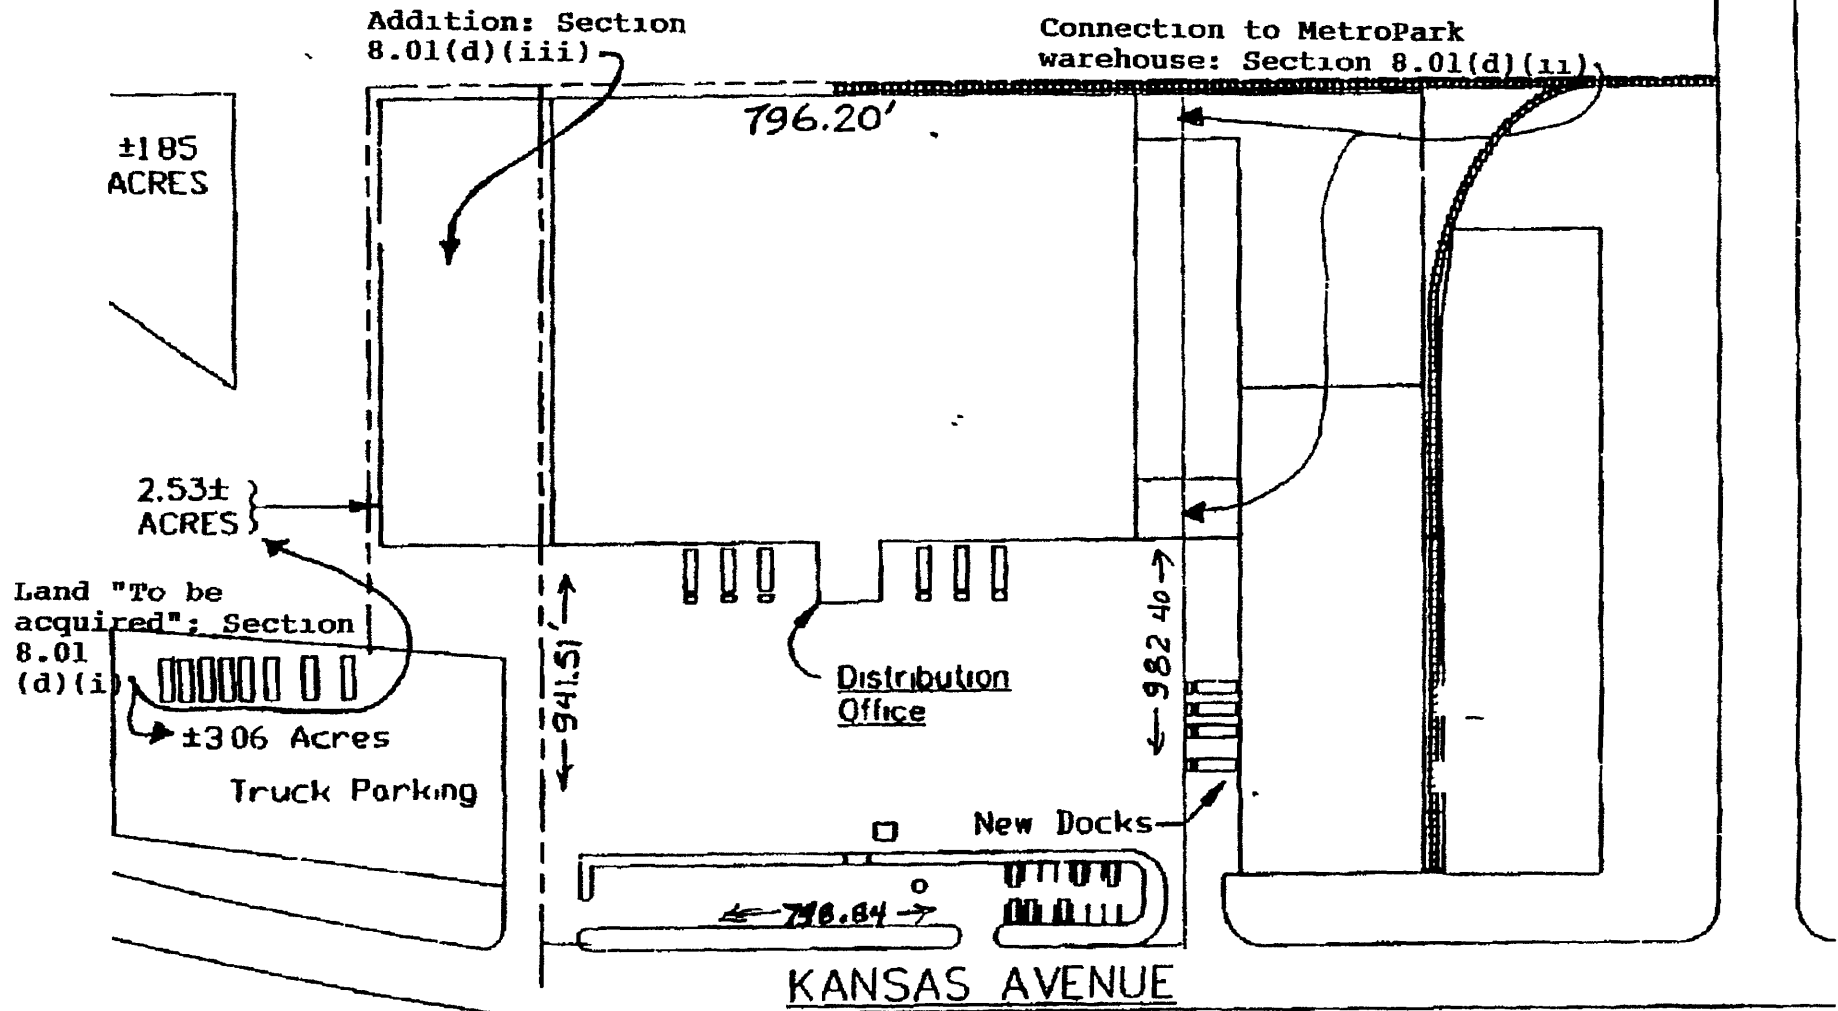 Addition: Section
8.01(d)(iii)
Connection to MetroPark
warehouse: Section 8.01(d)(ii)
796.20'
±185
ACRES
2.53±
ACRES
Land "To be
acquired"; Section
8.01
(d)(i)
±306 Acres
Truck Parking
941.51'
Distribution
Office
982 40
New Docks
798.84
KANSAS AVENUE